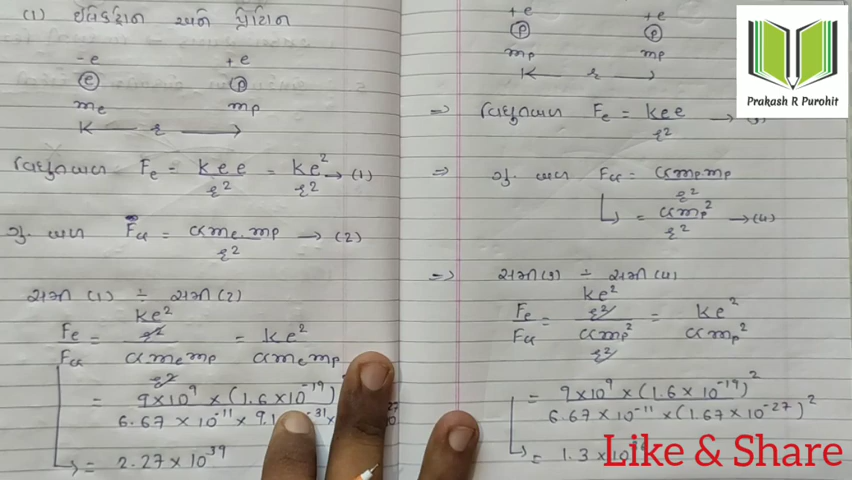 (1) ઇલેક્ટ્રોન અને પ્રોટોન
-e +e
e p
me mp
r
વિદ્યુતબળ Fe = kee/r² = ke²/r² → (1)
ગુ. બળ FG = Gme.mp/r² → (2)
સમી (1) ÷ સમી (2)
Fe/FG = (ke²/r²)/(Gmemp/r²) = ke²/Gmemp
= 9×10⁹ × (1.6×10⁻¹⁹)²
6.67×10⁻¹¹ × 9.1
= 2.27×10³⁹
+e +e
p p
mp mp
r
⇒ વિદ્યુતબળ Fe = kee/r² →
⇒ ગુ. બળ FG = Gmp.mp/r²
= Gmp²/r² → (4)
⇒ સમી (3) ÷ સમી (4)
Fe/FG = (ke²/r²)/(Gmp²/r²) = ke²/Gmp²
= 9×10⁹ × (1.6×10⁻¹⁹)²
6.67×10⁻¹¹ × (1.67×10⁻²⁷)²
= 1.3×10
Prakash R Purohit
Like & Share